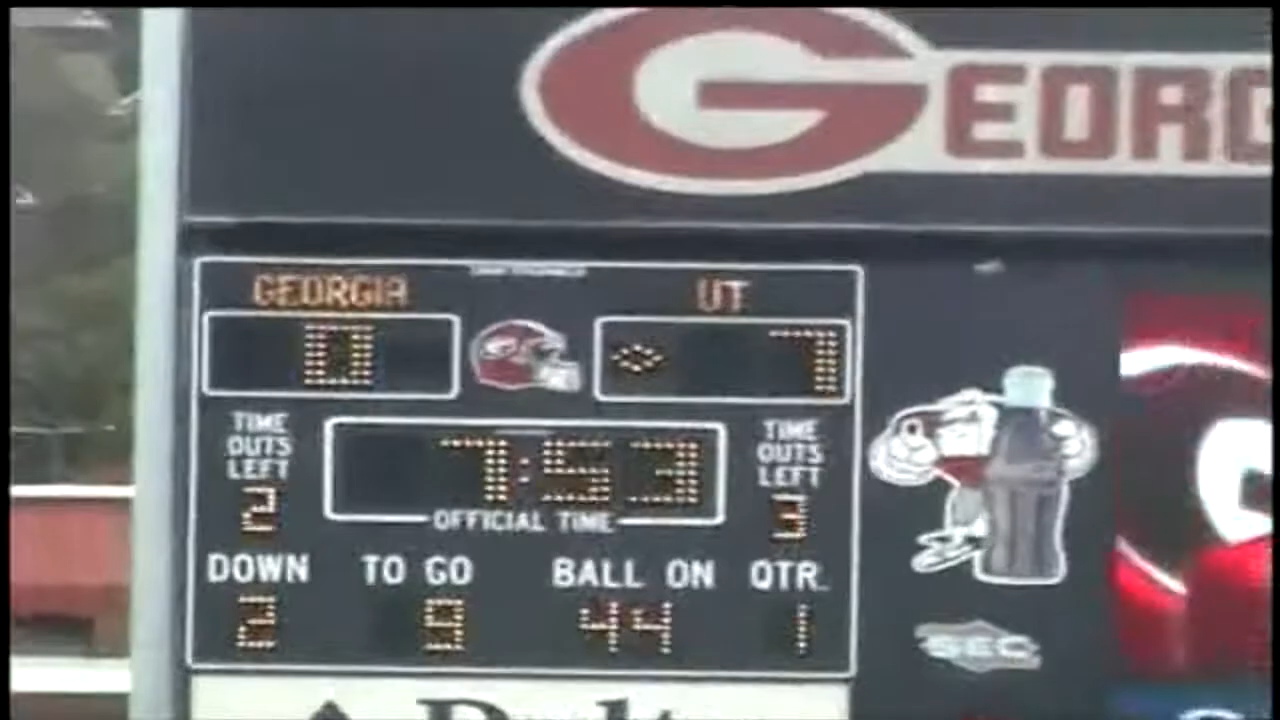 GEORG
GEORGIA
UT
0
7
TIME OUTS LEFT
2
7:53
OFFICIAL TIME
TIME OUTS LEFT
3
DOWN TO GO BALL ON QTR.
2 8 44 1
SEC